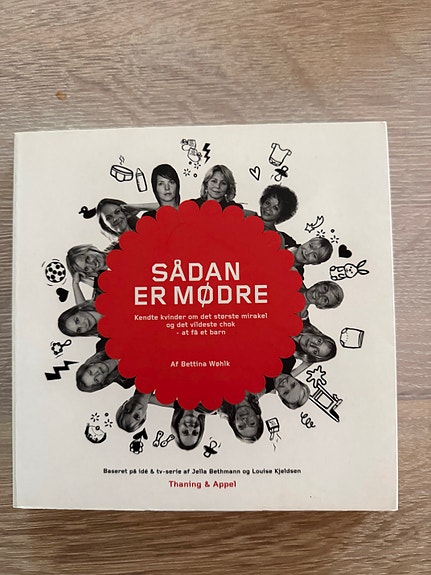 SÅDAN
ER MØDRE
Kendte kvinder om det største mirakel
og det vildeste chok
- at få et barn
Af Bettina Wøhlk
Baseret på idé & tv-serie af Jella Bethmann og Louise Kjeldsen
Thaning & Appel